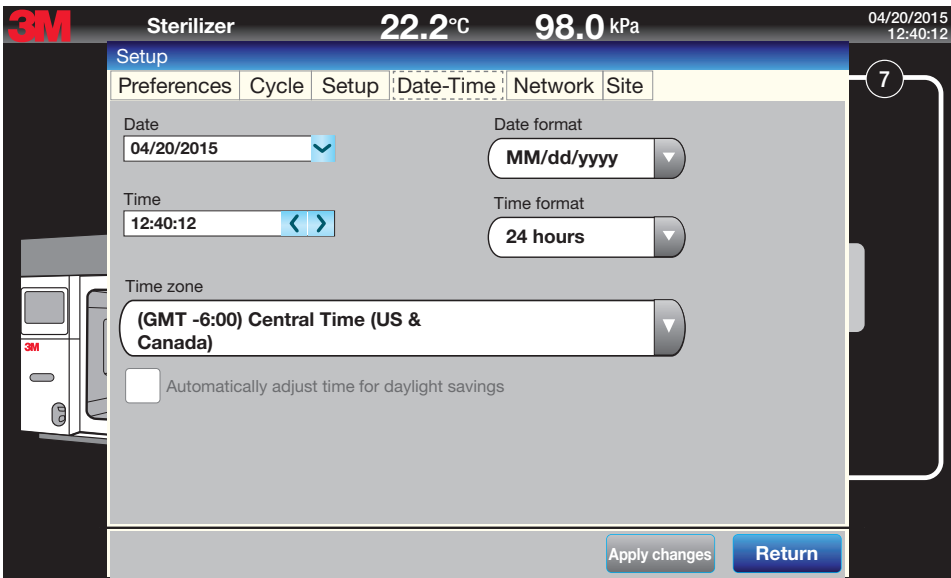 3M
Sterilizer
22.2°C
98.0 kPa
04/20/2015
12:40:12
Setup
Preferences Cycle Setup Date-Time Network Site
7
Date
04/20/2015
Date format
MM/dd/yyyy
Time
12:40:12
Time format
24 hours
Time zone
(GMT -6:00) Central Time (US &
Canada)
3M
Automatically adjust time for daylight savings
Apply changes
Return